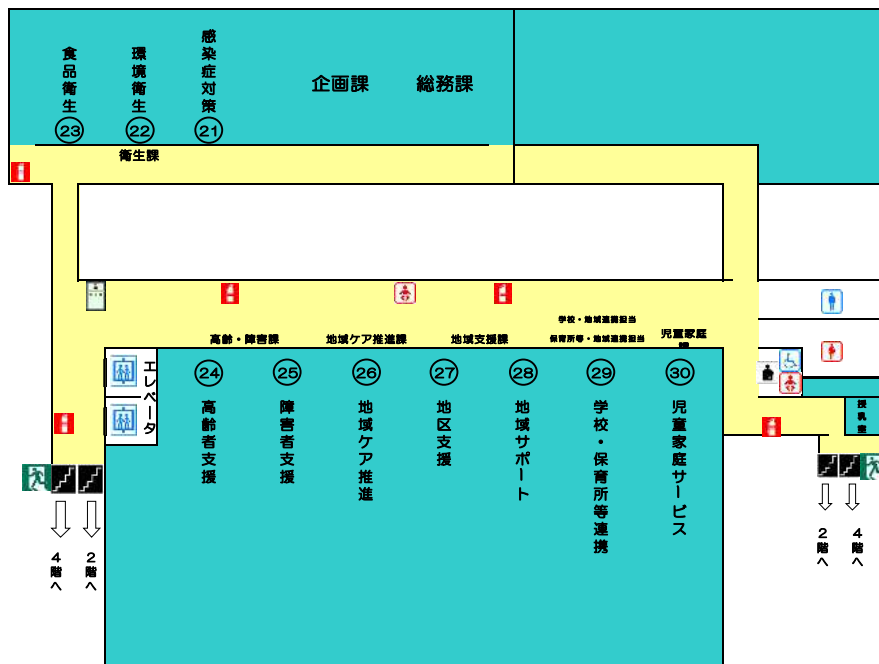 食品衛生
㉓
環境衛生
㉒
感染症対策
㉑
企画課
総務課
衛生課
高齢・障害課
地域ケア推進課
地域支援課
学校・地域連携担当
保育所等・地域連携担当
児童家庭課
エレベータ
㉔
高齢者支援
㉕
障害者支援
㉖
地域ケア推進
㉗
地区支援
㉘
地域サポート
㉙
学校・保育所等連携
㉚
児童家庭サービス
授乳室
4階へ
2階へ
2階へ
4階へ